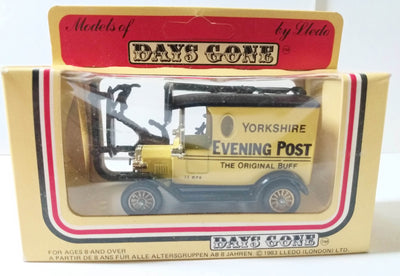 Models of
by Lledo
DAYS GONE
YORKSHIRE
EVENING POST
THE ORIGINAL BUFF
FOR AGES 8 AND OVER
A PARTIR DE 8 ANS FUR ALLE ALTERSGRUPPEN AB 8 JAHREN.
DAYS GONE
© 1983 LLEDO (LONDON) LTD.